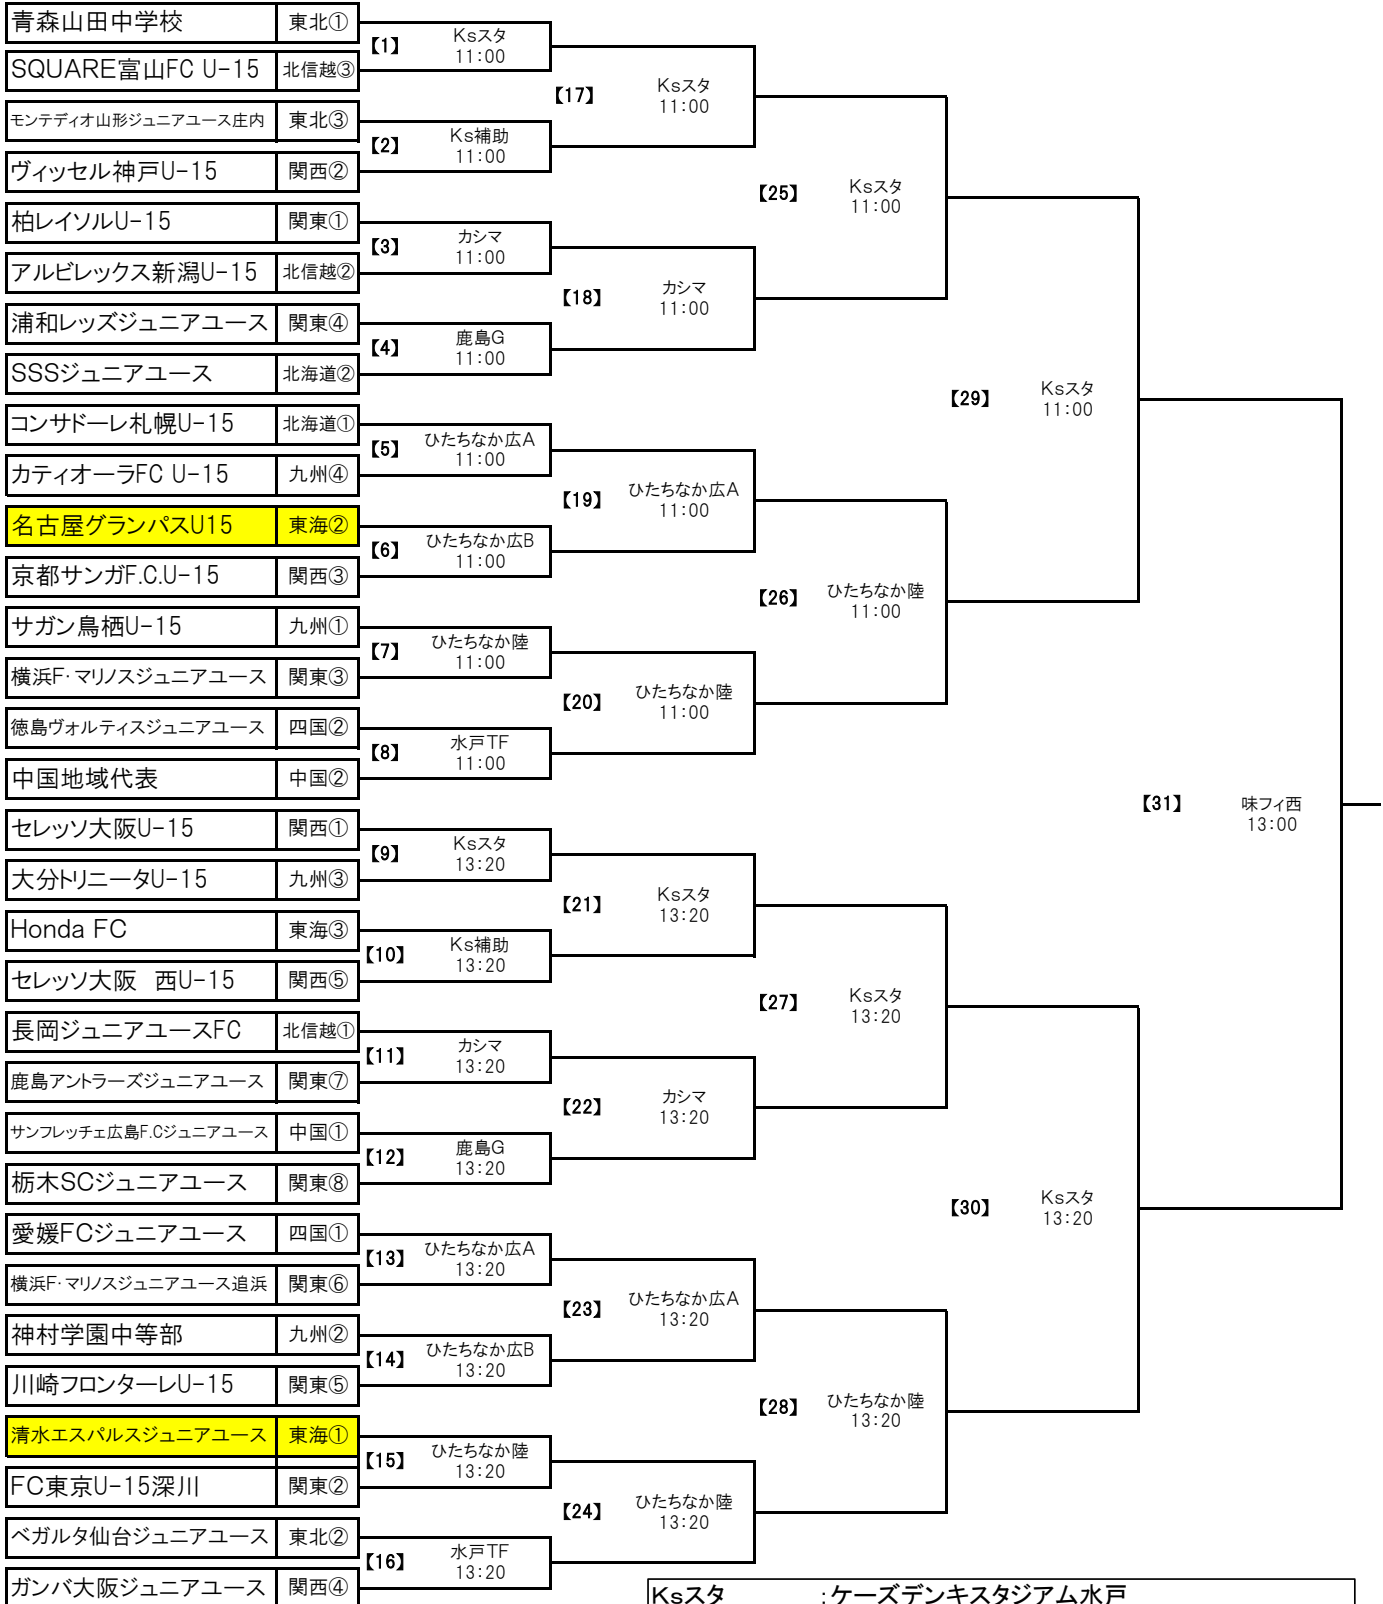 青森山田中学校 東北①
【1】 Ksスタ
11:00
SQUARE富山FC U-15 北信越③
【17】 Ksスタ
11:00
モンテディオ山形ジュニアユース庄内 東北③
【2】 Ks補助
11:00
ヴィッセル神戸U-15 関西②
【25】 Ksスタ
11:00
柏レイソルU-15 関東①
【3】 カシマ
11:00
アルビレックス新潟U-15 北信越②
【18】 カシマ
11:00
浦和レッズジュニアユース 関東④
【4】 鹿島G
11:00
SSSジュニアユース 北海道②
【29】 Ksスタ
11:00
コンサドーレ札幌U-15 北海道①
【5】 ひたちなか広A
11:00
カティオーラFC U-15 九州④
【19】 ひたちなか広A
11:00
名古屋グランパスU15 東海②
【6】 ひたちなか広B
11:00
京都サンガF.C.U-15 関西③
【26】 ひたちなか陸
11:00
サガン鳥栖U-15 九州①
【7】 ひたちなか陸
11:00
横浜F・マリノスジュニアユース 関東③
【20】 ひたちなか陸
11:00
徳島ヴォルティスジュニアユース 四国②
【8】 水戸TF
11:00
中国地域代表 中国②
【31】 味フィ西
13:00
セレッソ大阪U-15 関西①
【9】 Ksスタ
13:20
大分トリニータU-15 九州③
【21】 Ksスタ
13:20
Honda FC 東海③
【10】 Ks補助
13:20
セレッソ大阪 西U-15 関西⑤
【27】 Ksスタ
13:20
長岡ジュニアユースFC 北信越①
【11】 カシマ
13:20
鹿島アントラーズジュニアユース 関東⑦
【22】 カシマ
13:20
サンフレッチェ広島F.Cジュニアユース 中国①
【12】 鹿島G
13:20
栃木SCジュニアユース 関東⑧
【30】 Ksスタ
13:20
愛媛FCジュニアユース 四国①
【13】 ひたちなか広A
13:20
横浜F・マリノスジュニアユース追浜 関東⑥
【23】 ひたちなか広A
13:20
神村学園中等部 九州②
【14】 ひたちなか広B
13:20
川崎フロンターレU-15 関東⑤
【28】 ひたちなか陸
13:20
清水エスパルスジュニアユース 東海①
【15】 ひたちなか陸
13:20
FC東京U-15深川 関東②
【24】 ひたちなか陸
13:20
ベガルタ仙台ジュニアユース 東北②
【16】 水戸TF
13:20
ガンバ大阪ジュニアユース 関西④
Ksスタ :ケーズデンキスタジアム水戸